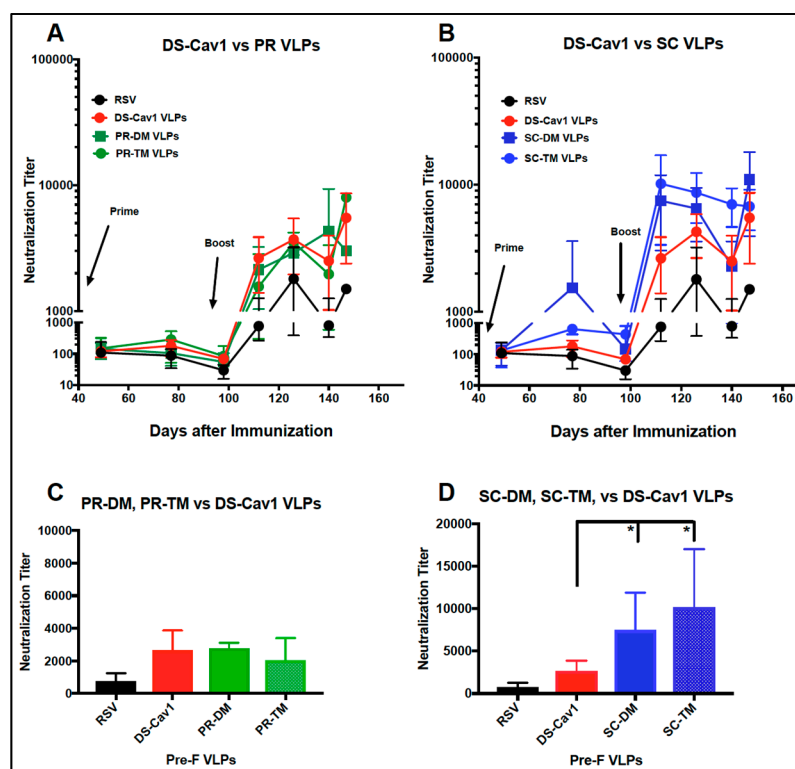 A
DS-Cav1 vs PR VLPs
100000
10000
1000
1000
100
10
Neutralization Titer
RSV
DS-Cav1 VLPs
PR-DM VLPs
PR-TM VLPs
Prime
Boost
40 60 80 100 120 140 160
Days after Immunization
B
DS-Cav1 vs SC VLPs
100000
10000
1000
1000
100
10
Neutralization Titer
RSV
DS-Cav1 VLPs
SC-DM VLPs
SC-TM VLPs
Prime
Boost
40 60 80 100 120 140 160
Days after Immunization
C
PR-DM, PR-TM vs DS-Cav1 VLPs
10000
8000
6000
4000
2000
0
Neutralization Titer
RSV DS-Cav1 PR-DM PR-TM
Pre-F VLPs
D
SC-DM, SC-TM, vs DS-Cav1 VLPs
20000
15000
10000
5000
0
Neutralization Titer
* *
RSV DS-Cav1 SC-DM SC-TM
Pre-F VLPs